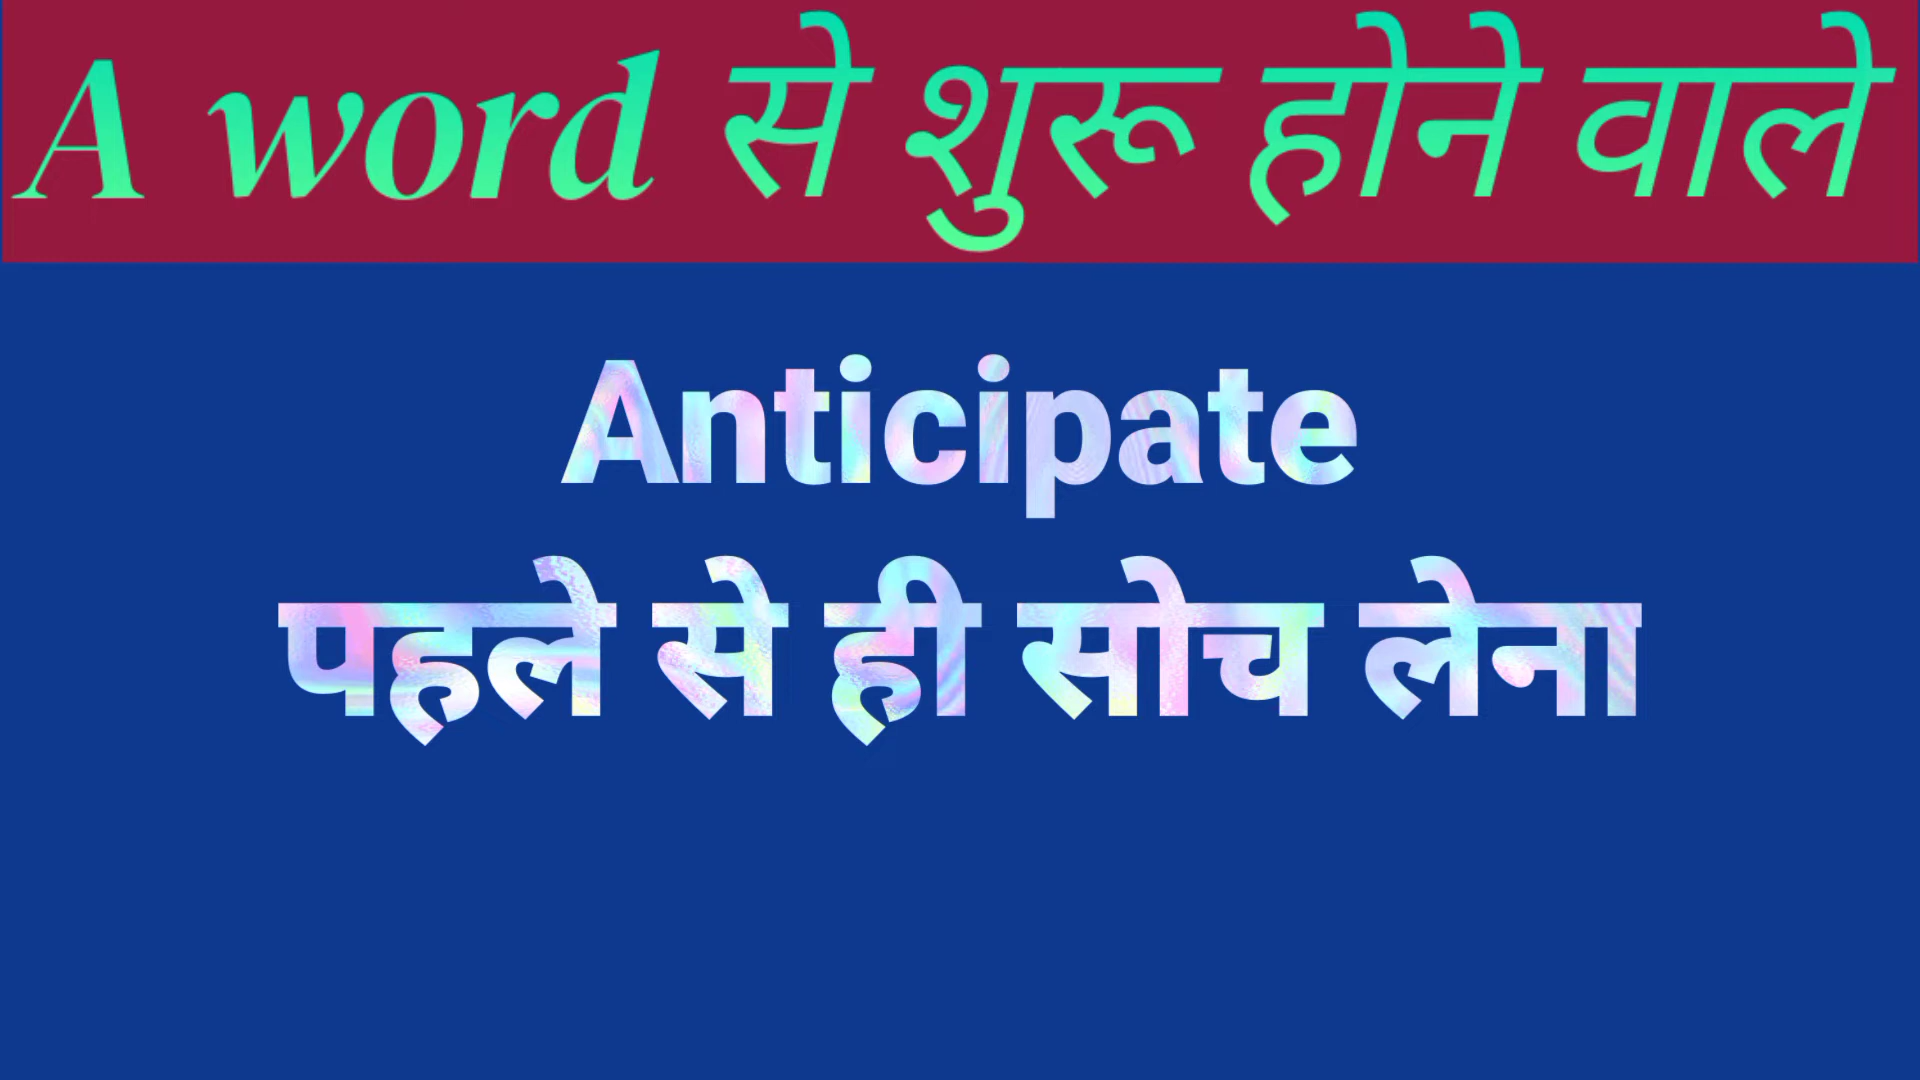 A word से शुरू होने वाले
Anticipate
पहले से ही सोच लेना